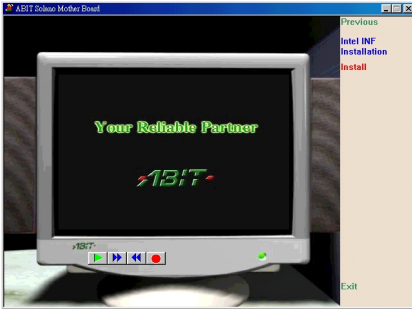 ABIT Solano Mother Board
Previous
Intel INF
Installation
Install
Your Reliable Partner
ABIT
ABIT
Exit